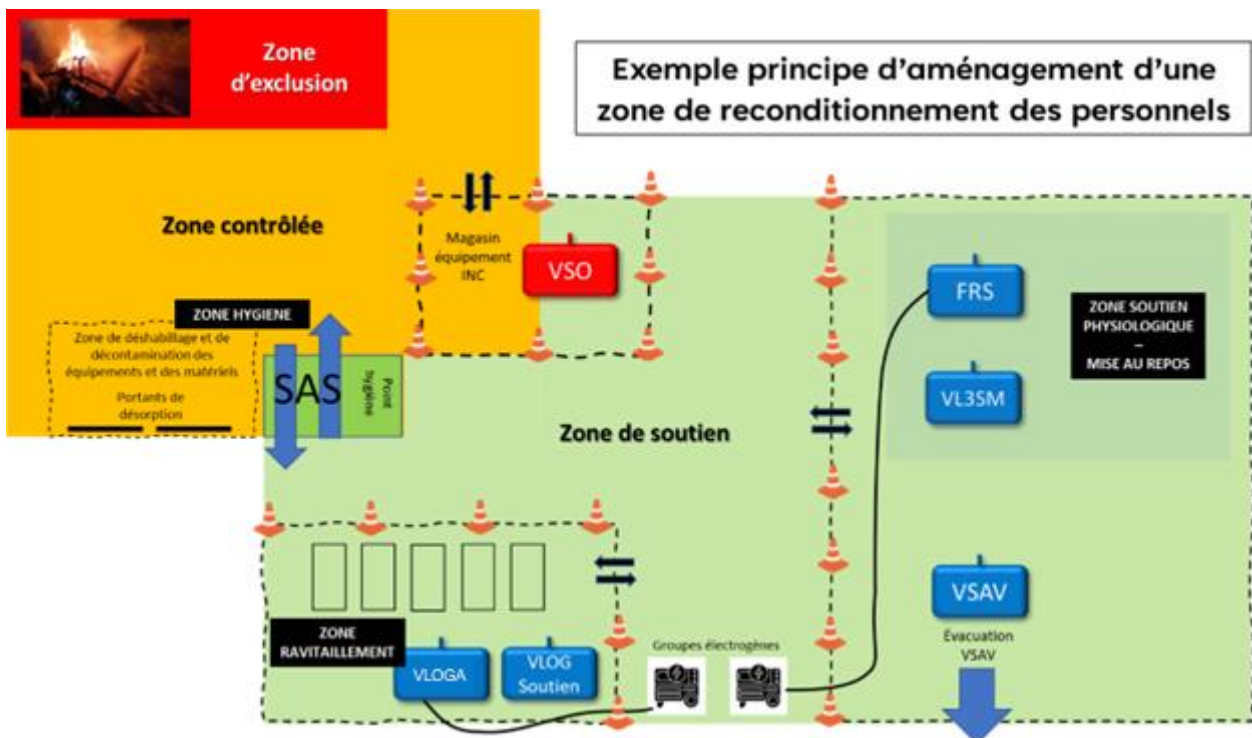 Zone
d'exclusion
Exemple principe d'aménagement d'une
zone de reconditionnement des personnels
Zone contrôlée
Magasin
équipement
INC
VSO
FRS
ZONE SOUTIEN
PHYSIOLOGIQUE
–
MISE AU REPOS
VL3SM
ZONE HYGIENE
Zone de déshabillage et de
décontamination des
équipements et des matériels
Portants de
désorption
SAS
Point
hygiène
Zone de soutien
VSAV
Évacuation
VSAV
ZONE
RAVITAILLEMENT
VLOGA
VLOG
Soutien
Groupes électrogènes